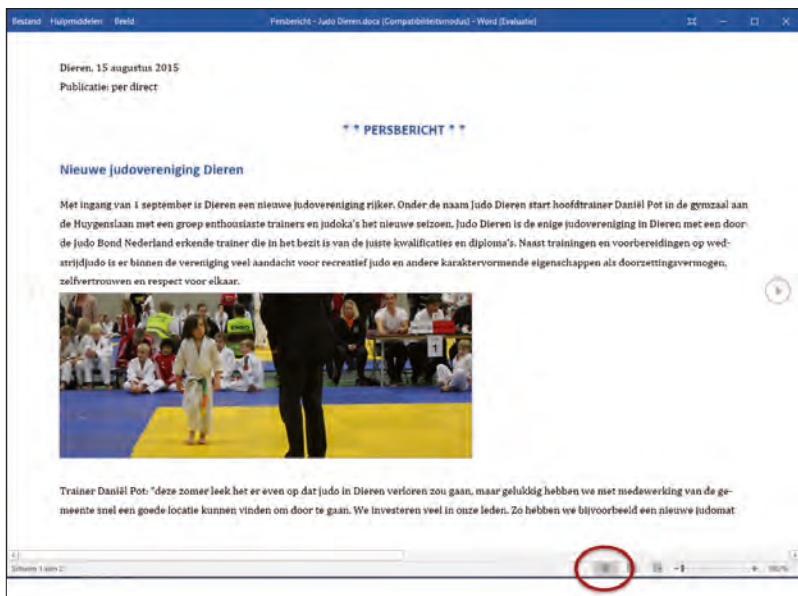 Bestand Hulpmiddelen Beeld Persbericht - Judo Dieren.docx [Compatibiliteitsmodus] - Word (Evaluatie)
Dieren, 15 augustus 2015
Publicatie: per direct
* * PERSBERICHT * *
Nieuwe judovereniging Dieren
Met ingang van 1 september is Dieren een nieuwe judovereniging rijker. Onder de naam Judo Dieren start hoofdtrainer Daniël Pot in de gymzaal aan
de Huygenslaan met een groep enthousiaste trainers en judoka's het nieuwe seizoen. Judo Dieren is de enige judovereniging in Dieren met een door
de Judo Bond Nederland erkende trainer die in het bezit is van de juiste kwalificaties en diploma's. Naast trainingen en voorbereidingen op wed-
strijdjudo is er binnen de vereniging veel aandacht voor recreatief judo en andere karaktervormende eigenschappen als doorzettingsvermogen,
zelfvertrouwen en respect voor elkaar.
1
Trainer Daniël Pot: "deze zomer leek het er even op dat judo in Dieren verloren zou gaan, maar gelukkig hebben we met medewerking van de ge-
meente snel een goede locatie kunnen vinden om door te gaan. We investeren veel in onze leden. Zo hebben we bijvoorbeeld een nieuwe judomat